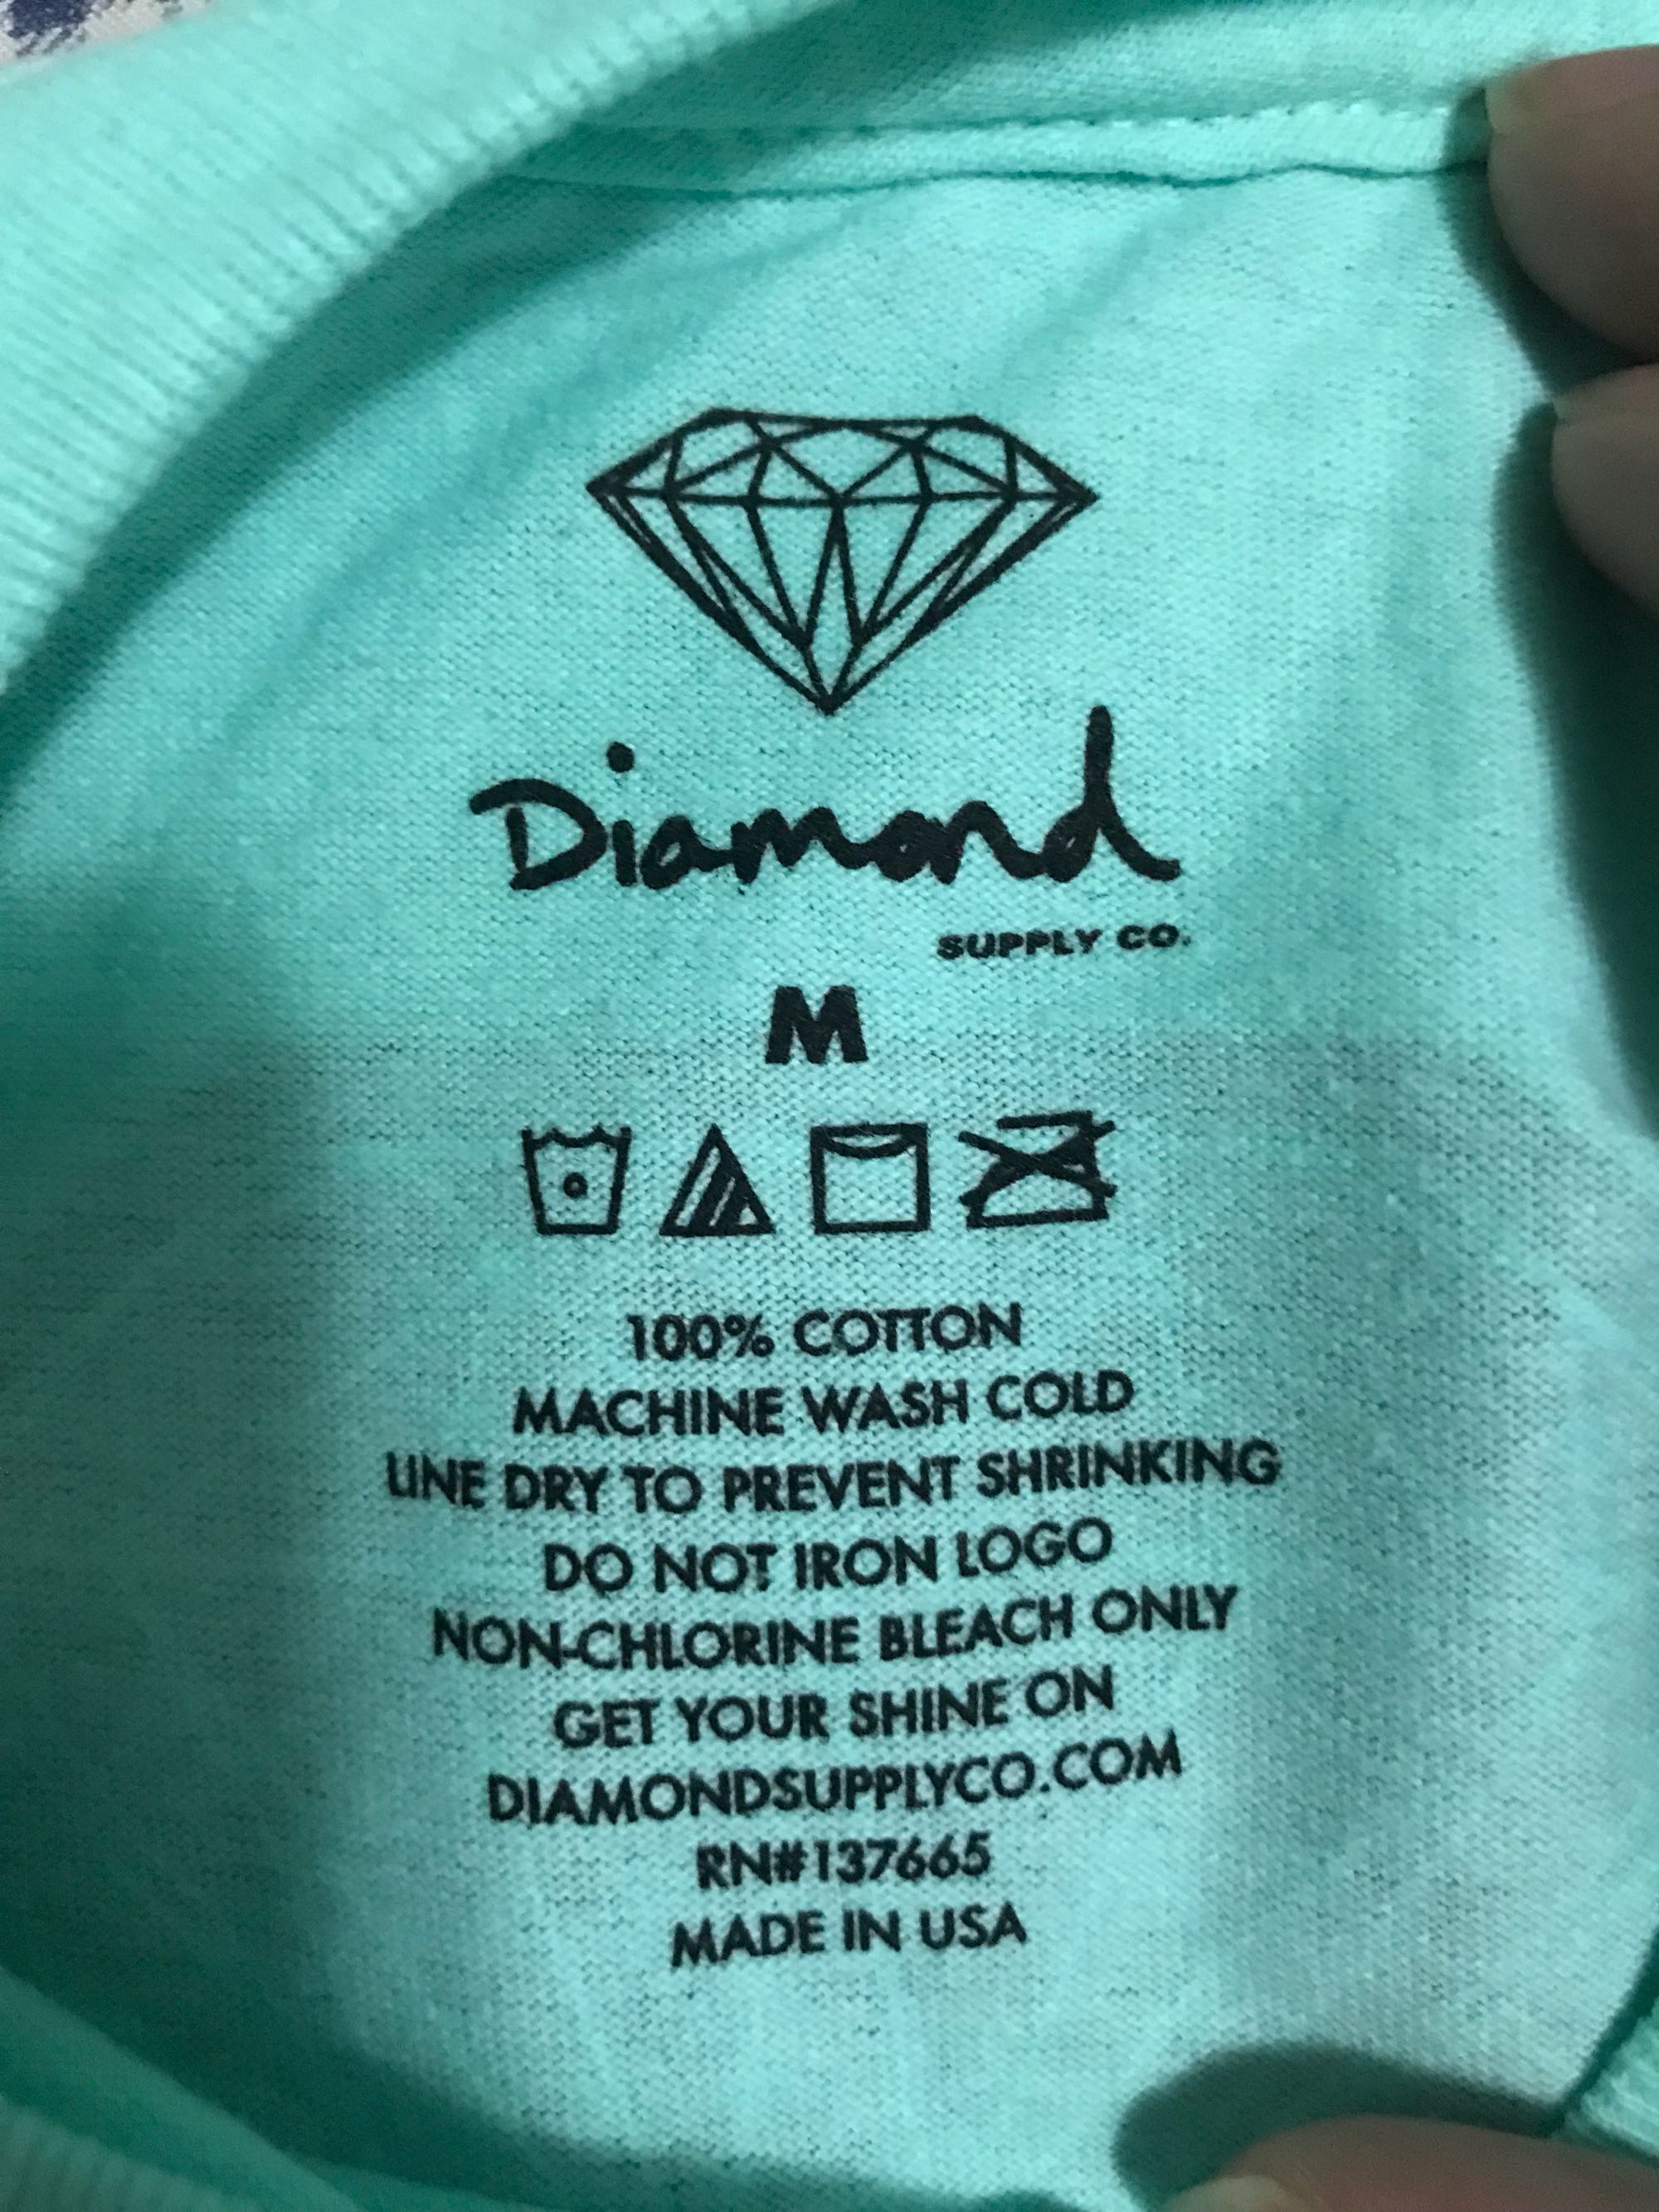 Diamond
SUPPLY CO.
M
100% COTTON
MACHINE WASH COLD
LINE DRY TO PREVENT SHRINKING
DO NOT IRON LOGO
NON-CHLORINE BLEACH ONLY
GET YOUR SHINE ON
DIAMONDSUPPLYCO.COM
RN#137665
MADE IN USA